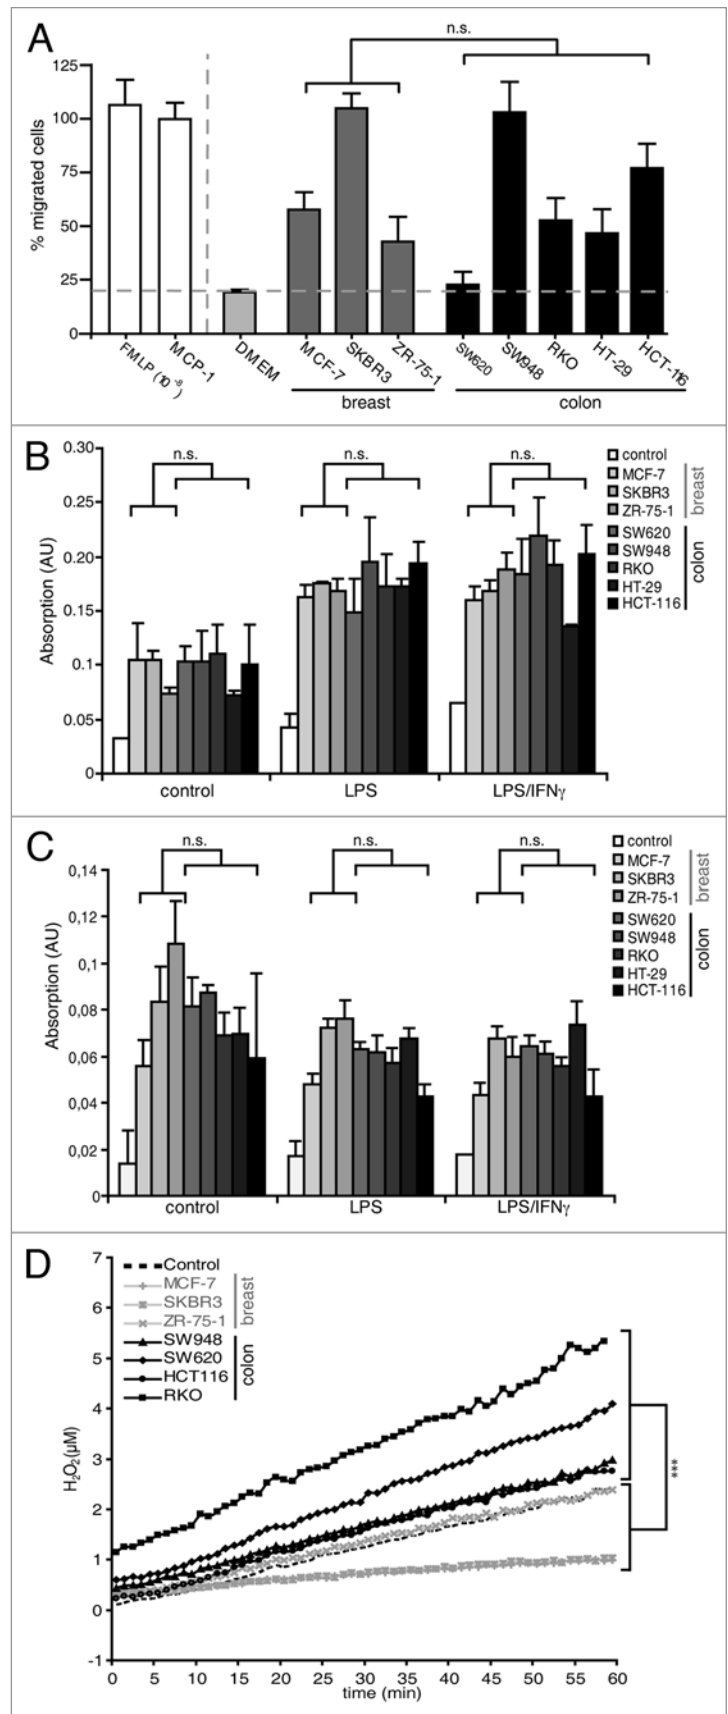 A
n.s.
125
100
75
50
25
0
% migrated cells
FMLP (10⁻⁸)
MCP-1
DMEM
MCF-7
SKBR3
ZR-75-1
SW620
SW948
RKO
HT-29
HCT-116
breast
colon
B
n.s.
n.s.
n.s.
0.30
0.25
0.20
0.15
0.1
0.05
0
Absorption (AU)
control
LPS
LPS/IFNγ
control
MCF-7
SKBR3
ZR-75-1
breast
SW620
SW948
RKO
HT-29
HCT-116
colon
C
n.s.
n.s.
n.s.
0,14
0,12
0,1
0,08
0,06
0,04
0,02
0
Absorption (AU)
control
LPS
LPS/IFNγ
control
MCF-7
SKBR3
ZR-75-1
breast
SW620
SW948
RKO
HT-29
HCT-116
colon
D
7
6
5
4
3
2
1
0
-1
H₂O₂(µM)
Control
MCF-7
SKBR3
ZR-75-1
breast
SW948
SW620
HCT116
RKO
colon
***
0 5 10 15 20 25 30 35 40 45 50 55 60
time (min)